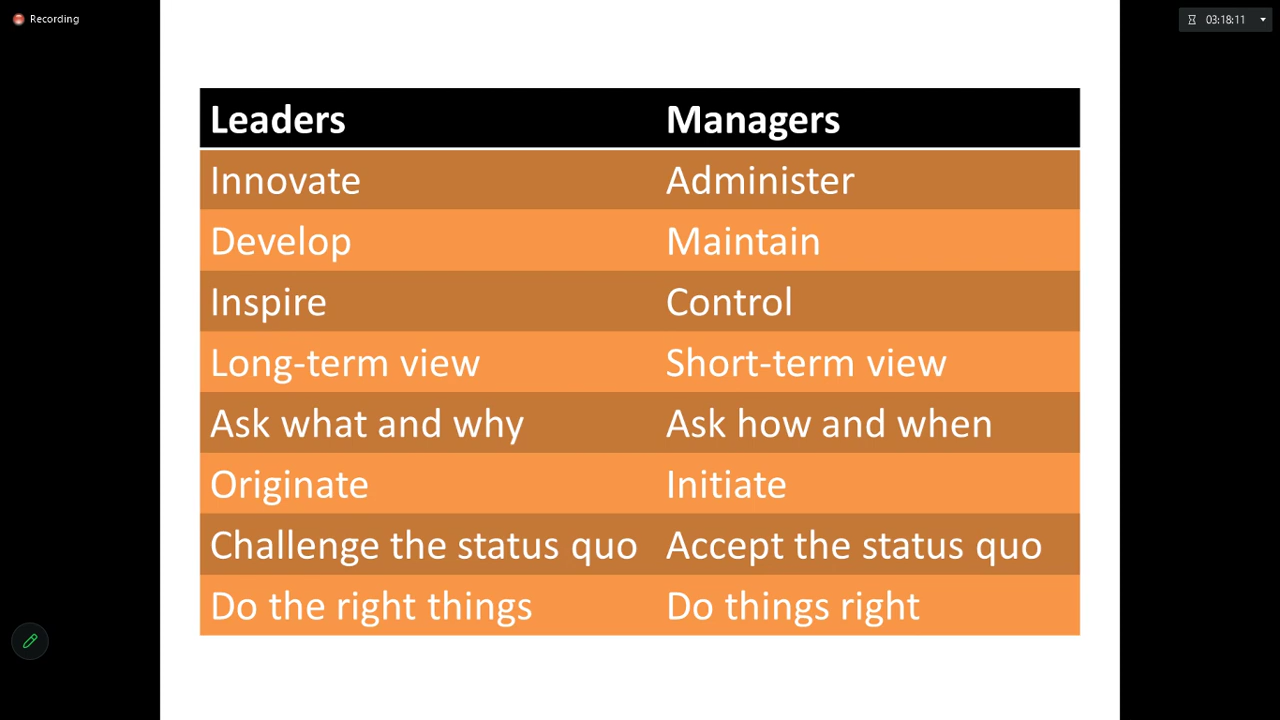 Recording
03:18:11
Leaders Managers
Innovate Administer
Develop Maintain
Inspire Control
Long-term view Short-term view
Ask what and why Ask how and when
Originate Initiate
Challenge the status quo Accept the status quo
Do the right things Do things right